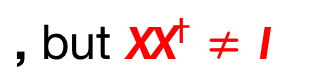 , but XX† ≠ I